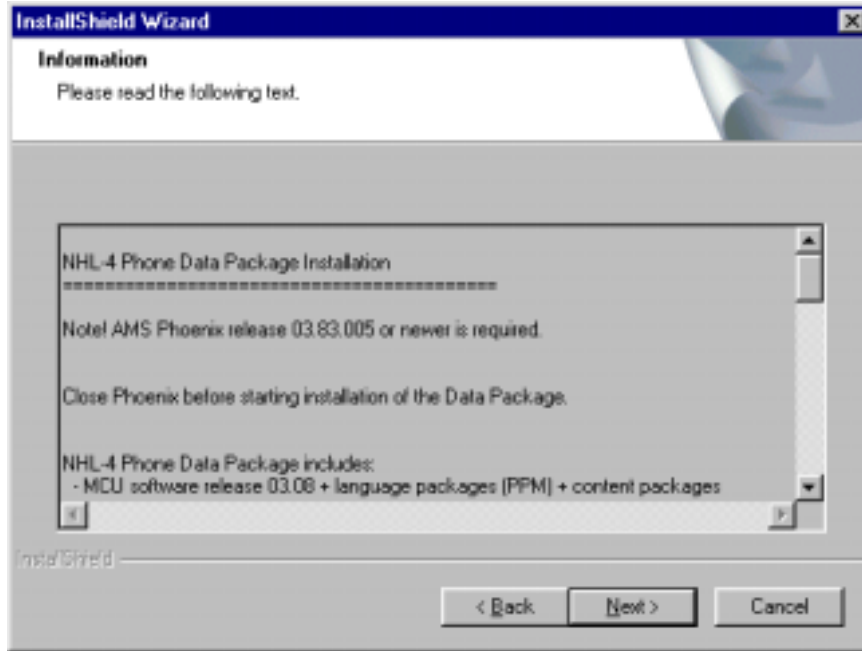 InstallShield Wizard
Information
Please read the following text.
NHL-4 Phone Data Package Installation
==========================================
Note! AMS Phoenix release 03.83.005 or newer is required.
Close Phoenix before starting installation of the Data Package.
NHL-4 Phone Data Package includes:
- MCU software release 03.08 + language packages (PPM) + content packages
InstallShield
< Back
Next >
Cancel